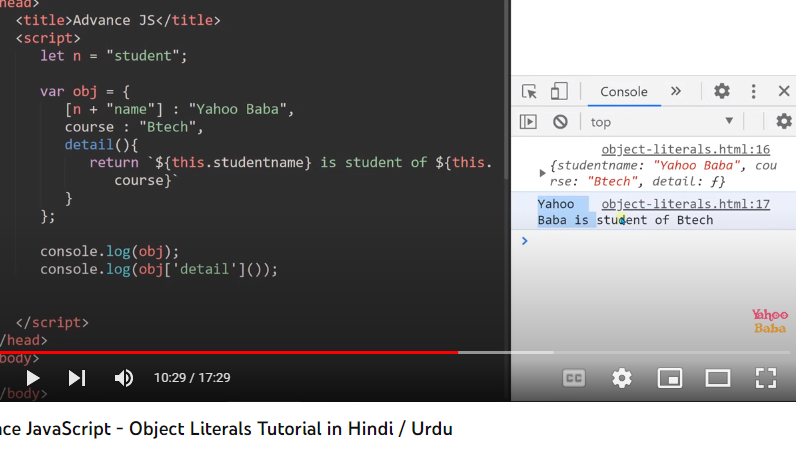 head>
<title>Advance JS</title>
<script>
let n = "student";
var obj = {
[n + "name"] : "Yahoo Baba",
course : "Btech",
detail(){
return `${this.studentname} is student of ${this.
course}`
}
};
console.log(obj);
console.log(obj['detail']());
</script>
/head>
body>
/body>
Console »
top
object-literals.html:16
{studentname: "Yahoo Baba", cou
rse: "Btech", detail: ƒ}
Yahoo object-literals.html:17
Baba is student of Btech
>
Yahoo
Baba
10:29 / 17:29
CC
nce JavaScript - Object Literals Tutorial in Hindi / Urdu